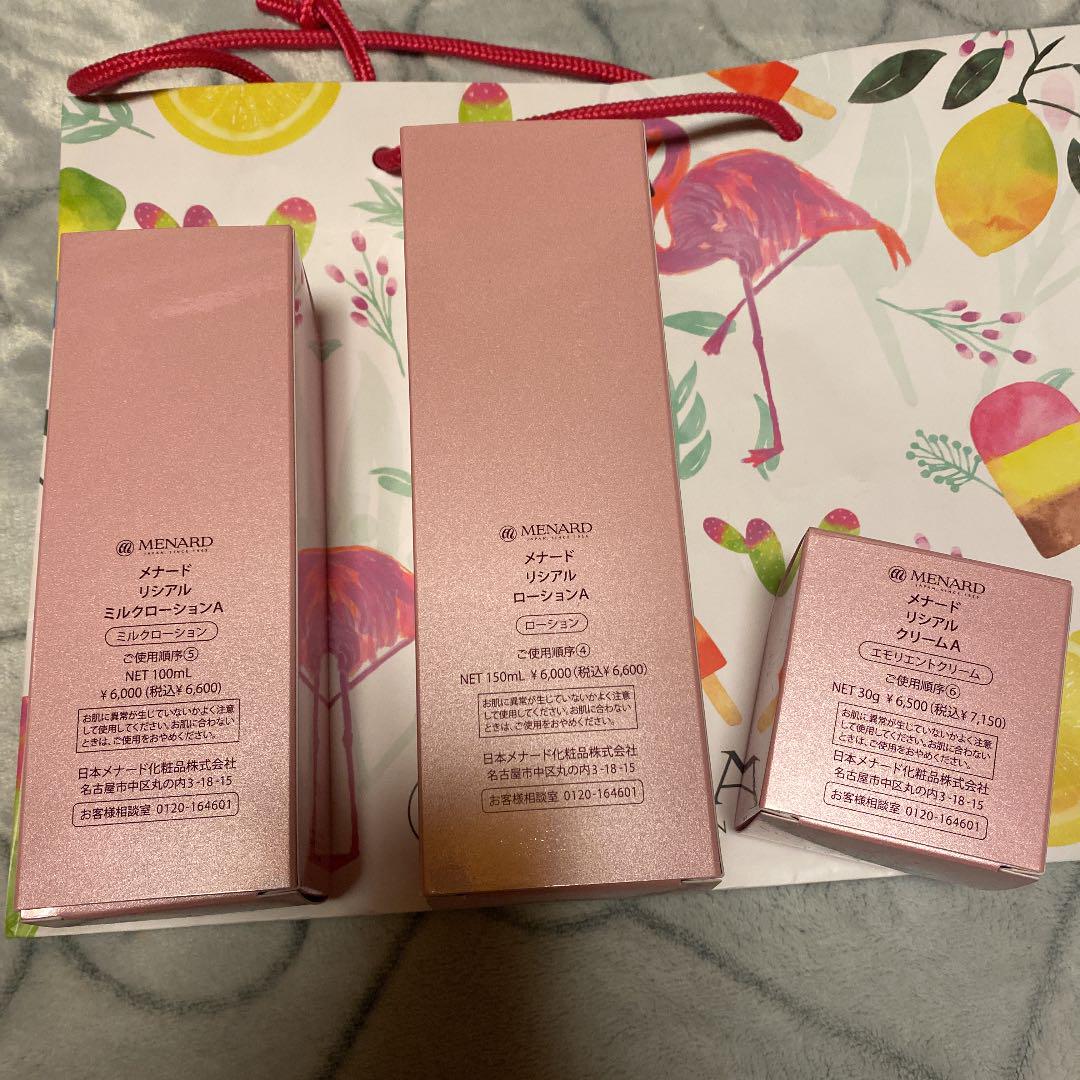 MENARD
JAPAN, SINCE 1959
メナード
リシアル
ミルクローションA
ミルクローション
ご使用順序⑤
NET 100mL
¥6,000(税込¥6,600)
お肌に異常が生じていないかよく注意
して使用してください。お肌に合わない
ときは、ご使用をおやめください。
日本メナード化粧品株式会社
名古屋市中区丸の内3-18-15
お客様相談室 0120-164601
MENARD
JAPAN, SINCE 1959
メナード
リシアル
ローションA
ローション
ご使用順序④
NET 150mL ¥6,000(税込¥6,600)
お肌に異常が生じていないかよく注意
して使用してください。お肌に合わない
ときは、ご使用をおやめください。
日本メナード化粧品株式会社
名古屋市中区丸の内3-18-15
お客様相談室 0120-164601
MENARD
JAPAN, SINCE 1959
メナード
リシアル
クリームA
エモリエントクリーム
ご使用順序⑥
NET 30g ¥6,500(税込¥7,150)
お肌に異常が生じていないかよく注意
して使用してください。お肌に合わない
ときは、ご使用をおやめください。
日本メナード化粧品株式会社
名古屋市中区丸の内3-18-15
お客様相談室 0120-164601